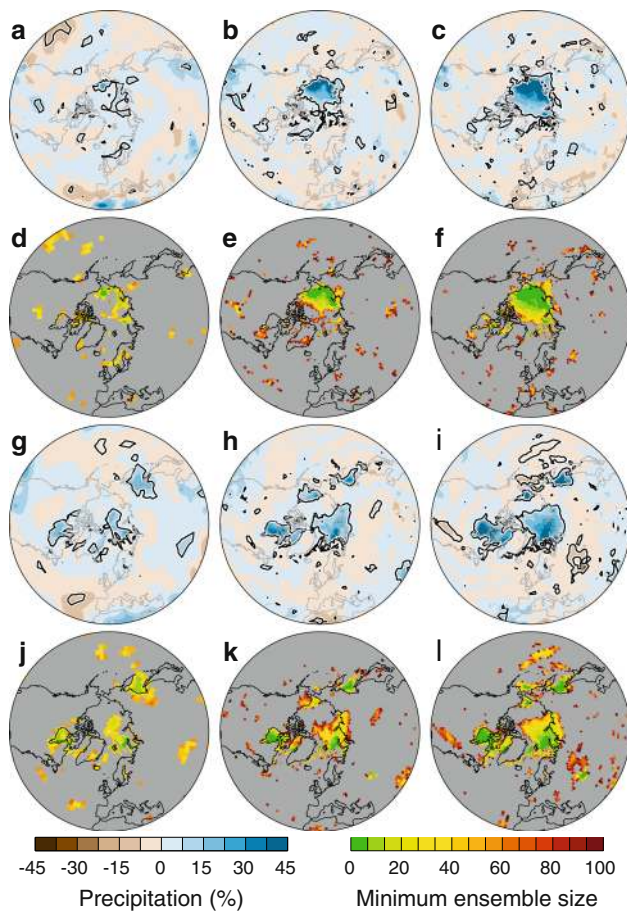 a b c
d e f
g h i
j k l
-45 -30 -15 0 15 30 45
Precipitation (%)
0 20 40 60 80 100
Minimum ensemble size